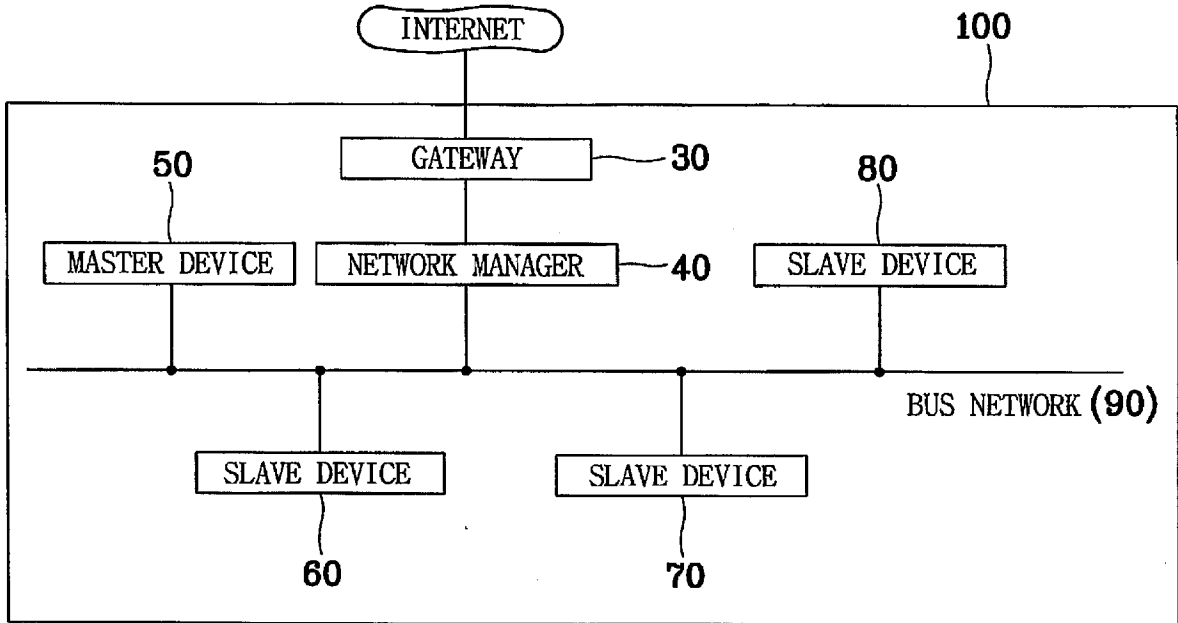 INTERNET
100
GATEWAY
30
50
80
MASTER DEVICE
NETWORK MANAGER
40
SLAVE DEVICE
BUS NETWORK (90)
SLAVE DEVICE
SLAVE DEVICE
60
70